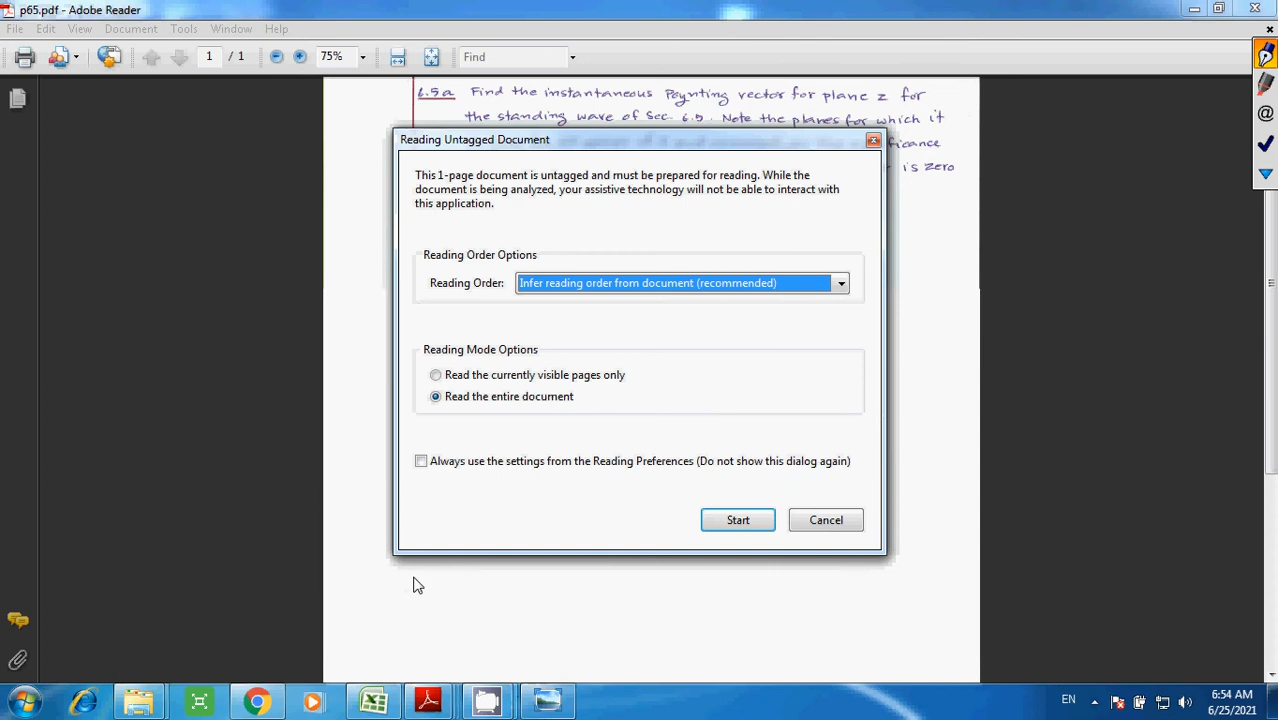 p65.pdf - Adobe Reader
File Edit View Document Tools Window Help
1 / 1 75% Find
6.5a Find the instantaneous Poynting vector for plane z for
the standing wave of Sec. 6.5. Note the planes for which it
ificance
is zero
Reading Untagged Document
This 1-page document is untagged and must be prepared for reading. While the
document is being analyzed, your assistive technology will not be able to interact with
this application.
Reading Order Options
Reading Order: Infer reading order from document (recommended)
Reading Mode Options
Read the currently visible pages only
Read the entire document
Always use the settings from the Reading Preferences (Do not show this dialog again)
Start Cancel
EN
6:54 AM
6/25/2021